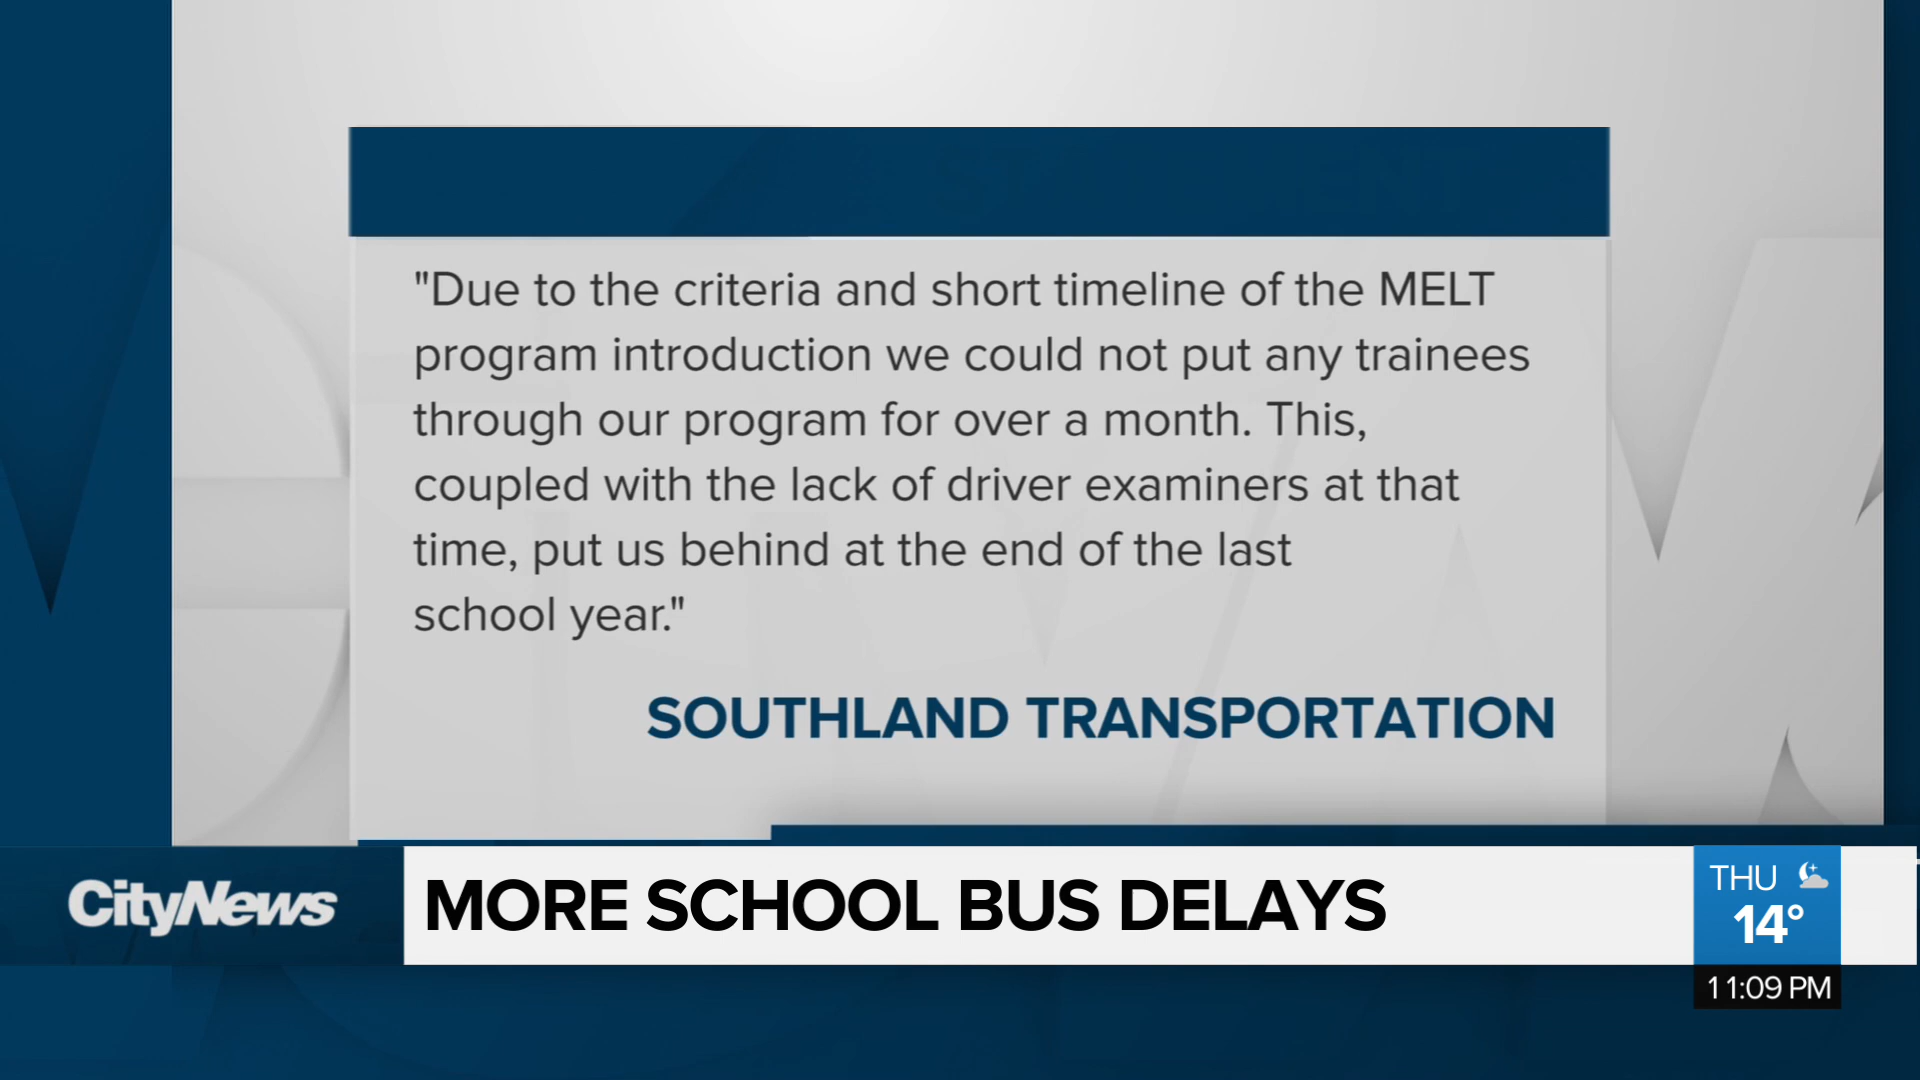 "Due to the criteria and short timeline of the MELT
program introduction we could not put any trainees
through our program for over a month. This,
coupled with the lack of driver examiners at that
time, put us behind at the end of the last
school year."
SOUTHLAND TRANSPORTATION
CityNews
MORE SCHOOL BUS DELAYS
THU
14°
11:09 PM